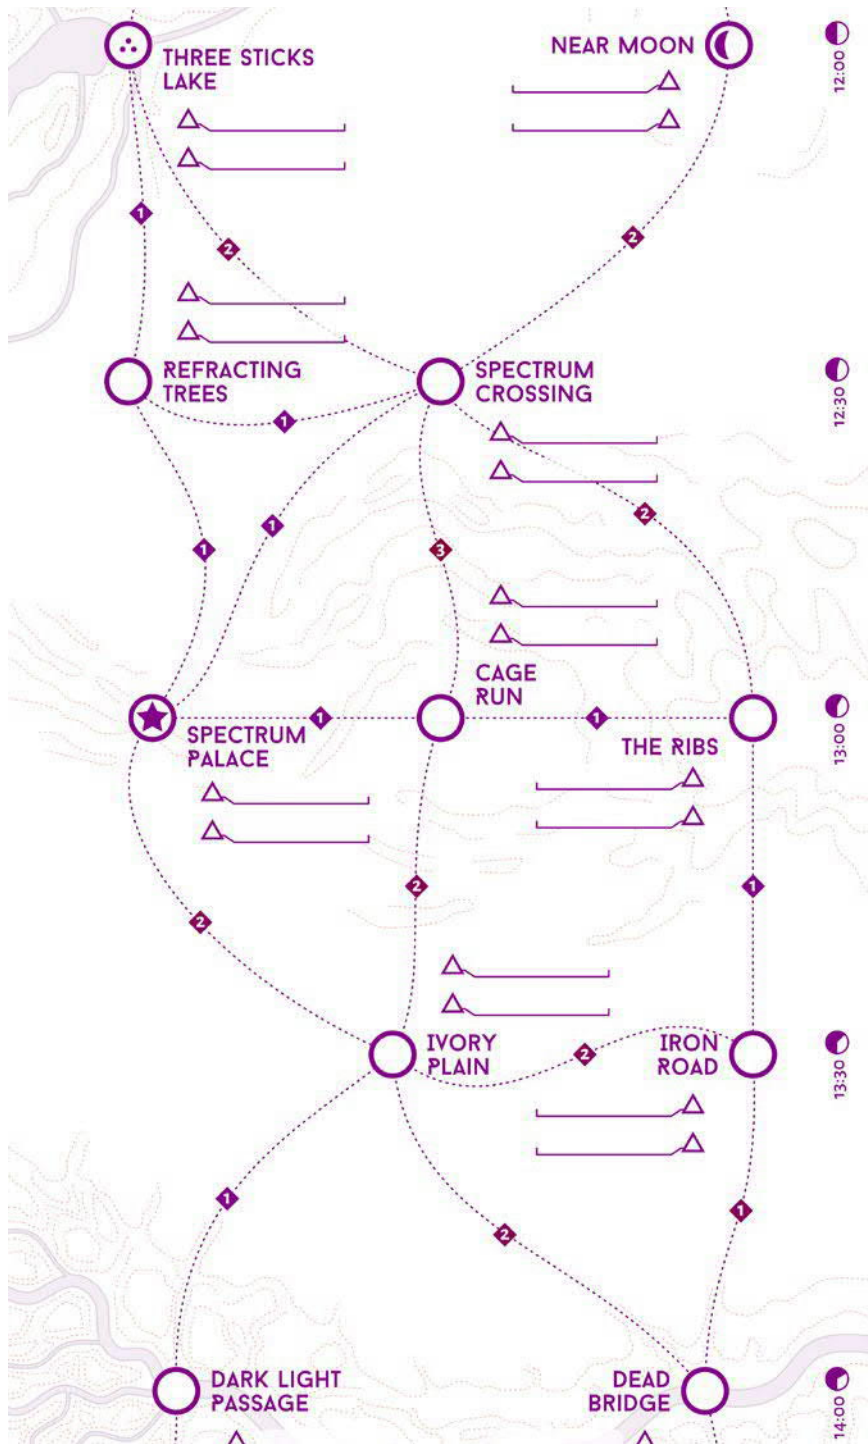 THREE STICKS
LAKE
NEAR MOON
12:00
1
2
2
REFRACTING
TREES
SPECTRUM
CROSSING
12:30
1
1
1
2
3
CAGE
RUN
SPECTRUM
PALACE
1
1
THE RIBS
13:00
2
2
1
IVORY
PLAIN
2
IRON
ROAD
13:30
1
2
1
DARK LIGHT
PASSAGE
DEAD
BRIDGE
14:00